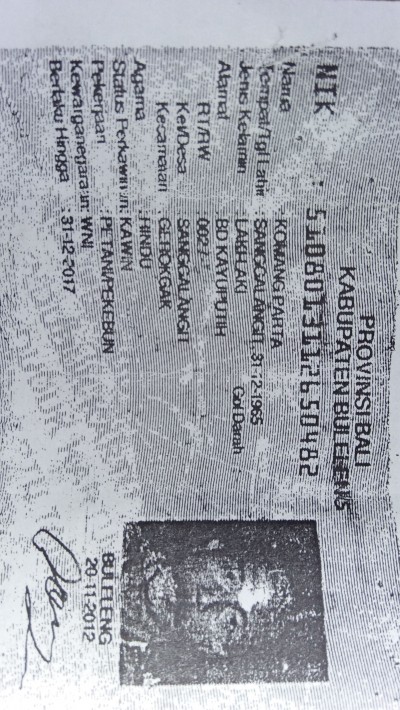 PROVINSI BALI
KABUPATEN BULELENG
NIK : 5108013112650482
Nama : KOMANG PARTA
Tempat/Tgl Lahir : SANGGALANGIT, 31-12-1965
Jenis Kelamin : LAKI-LAKI Gol Darah
Alamat : BD KAYUPUTIH
RT/RW
Kel/Desa : SANGGALANGIT
Kecamatan : GEROKGAK
Agama : HINDU
Status Perkawinan : KAWIN
Pekerjaan : PETANI/PEKEBUN
Kewarganegaraan : WNI
Berlaku Hingga : 31-12-2017
BULELENG
20-11-2012